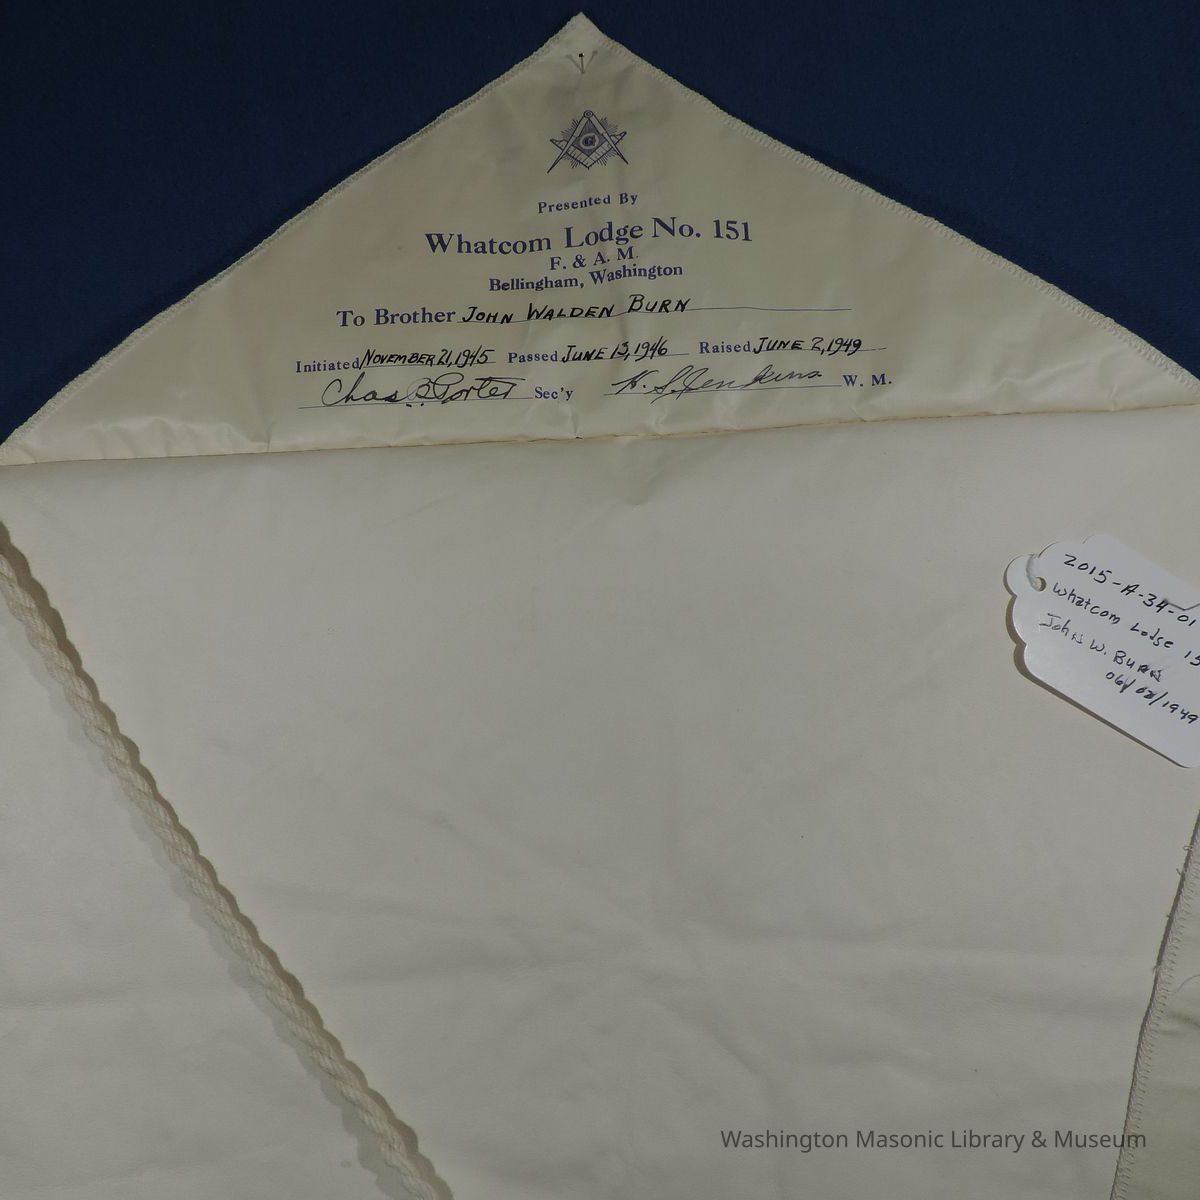 G
Presented By
Whatcom Lodge No. 151
F. & A. M.
Bellingham, Washington
To Brother John Walden Burn
Initiated November 21, 1945 Passed June 13, 1946 Raised June 2, 1949
Chas B. Porter Sec'y H. S. Jenkins W. M.
2015-A-34-01
Whatcom Lodge 15
John W. Burn
06/02/1949
Washington Masonic Library & Museum